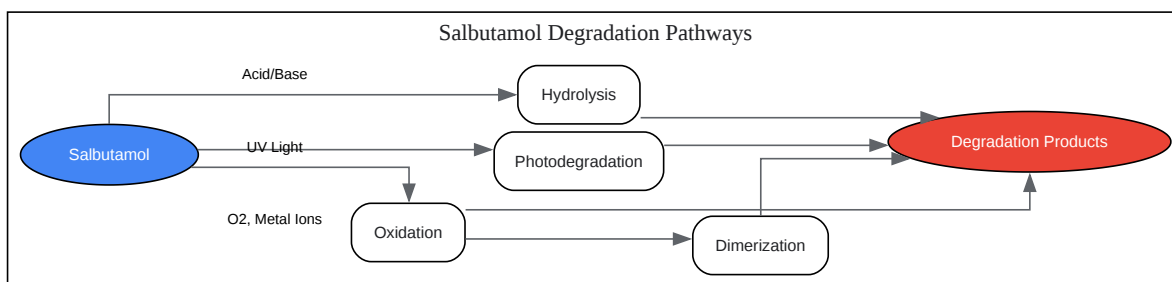 Salbutamol Degradation Pathways
Acid/Base
Hydrolysis
Salbutamol
UV Light
Photodegradation
Degradation Products
O2, Metal Ions
Oxidation
Dimerization